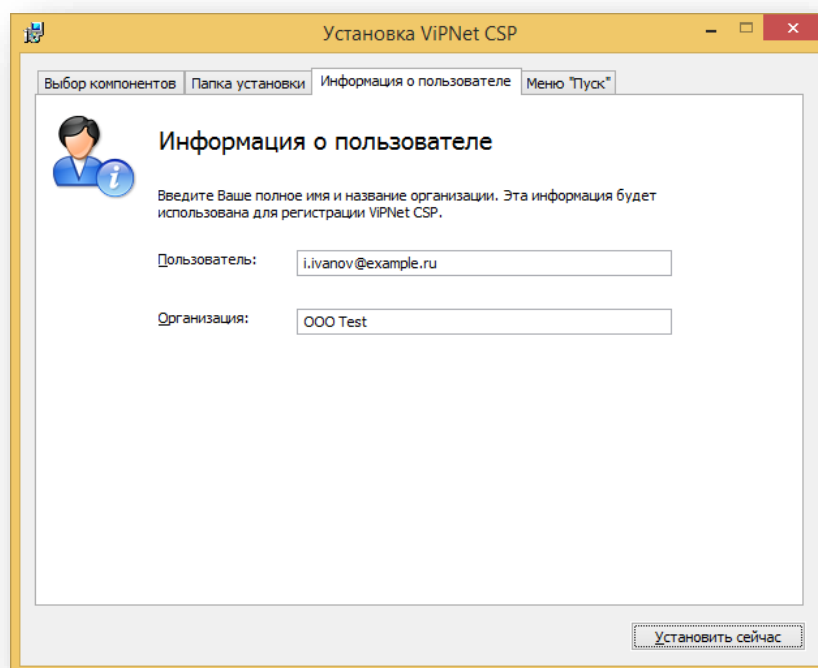 Установка ViPNet CSP
Выбор компонентов Папка установки Информация о пользователе Меню "Пуск"
Информация о пользователе
Введите Ваше полное имя и название организации. Эта информация будет
использована для регистрации ViPNet CSP.
Пользователь: i.ivanov@example.ru
Организация: ООО Test
Установить сейчас